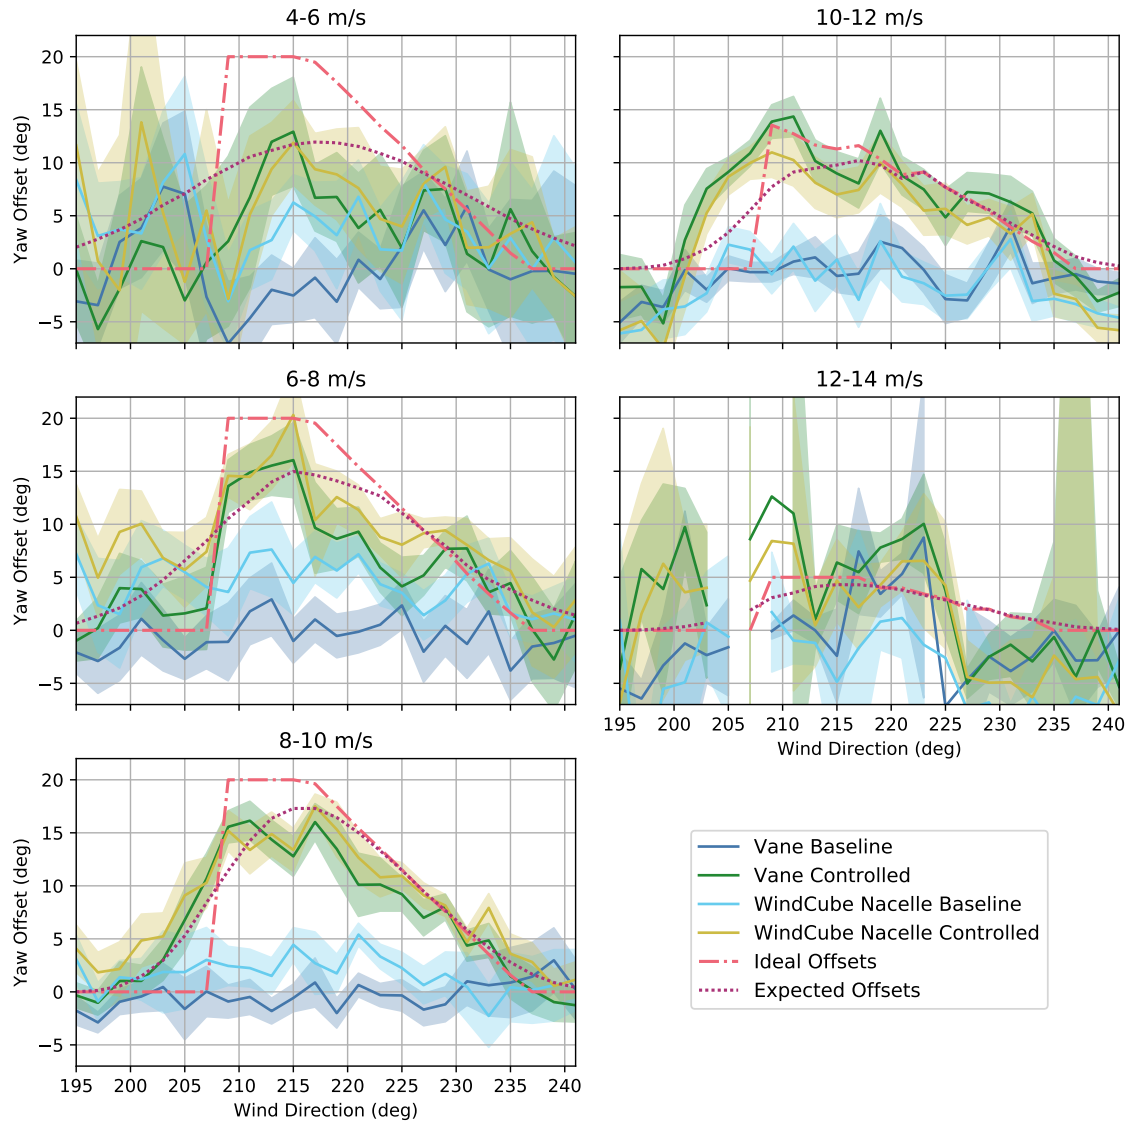 4-6 m/s
10-12 m/s
Yaw Offset (deg)
20
15
10
5
0
−5
6-8 m/s
12-14 m/s
Yaw Offset (deg)
20
15
10
5
0
−5
195 200 205 210 215 220 225 230 235 240
Wind Direction (deg)
8-10 m/s
Yaw Offset (deg)
20
15
10
5
0
−5
195 200 205 210 215 220 225 230 235 240
Wind Direction (deg)
Vane Baseline
Vane Controlled
WindCube Nacelle Baseline
WindCube Nacelle Controlled
Ideal Offsets
Expected Offsets